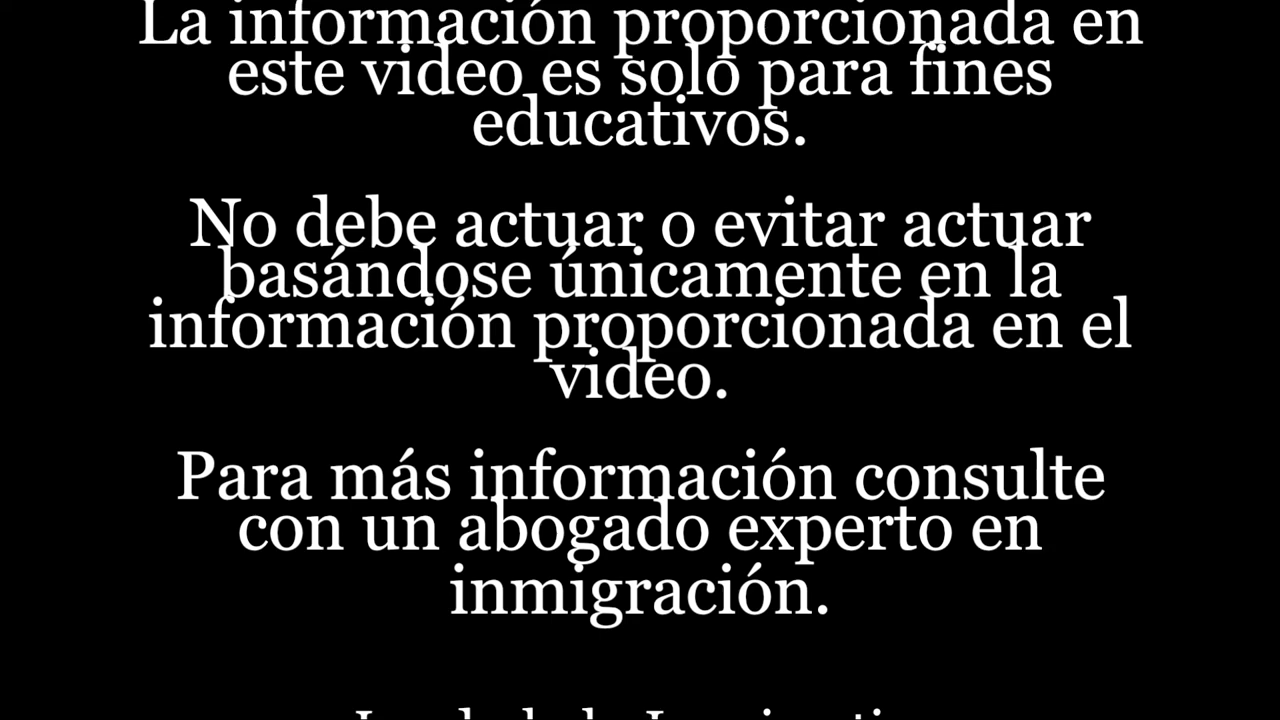 La información proporcionada en
este video es solo para fines
educativos.
No debe actuar o evitar actuar
basándose únicamente en la
información proporcionada en el
video.
Para más información consulte
con un abogado experto en
inmigración.